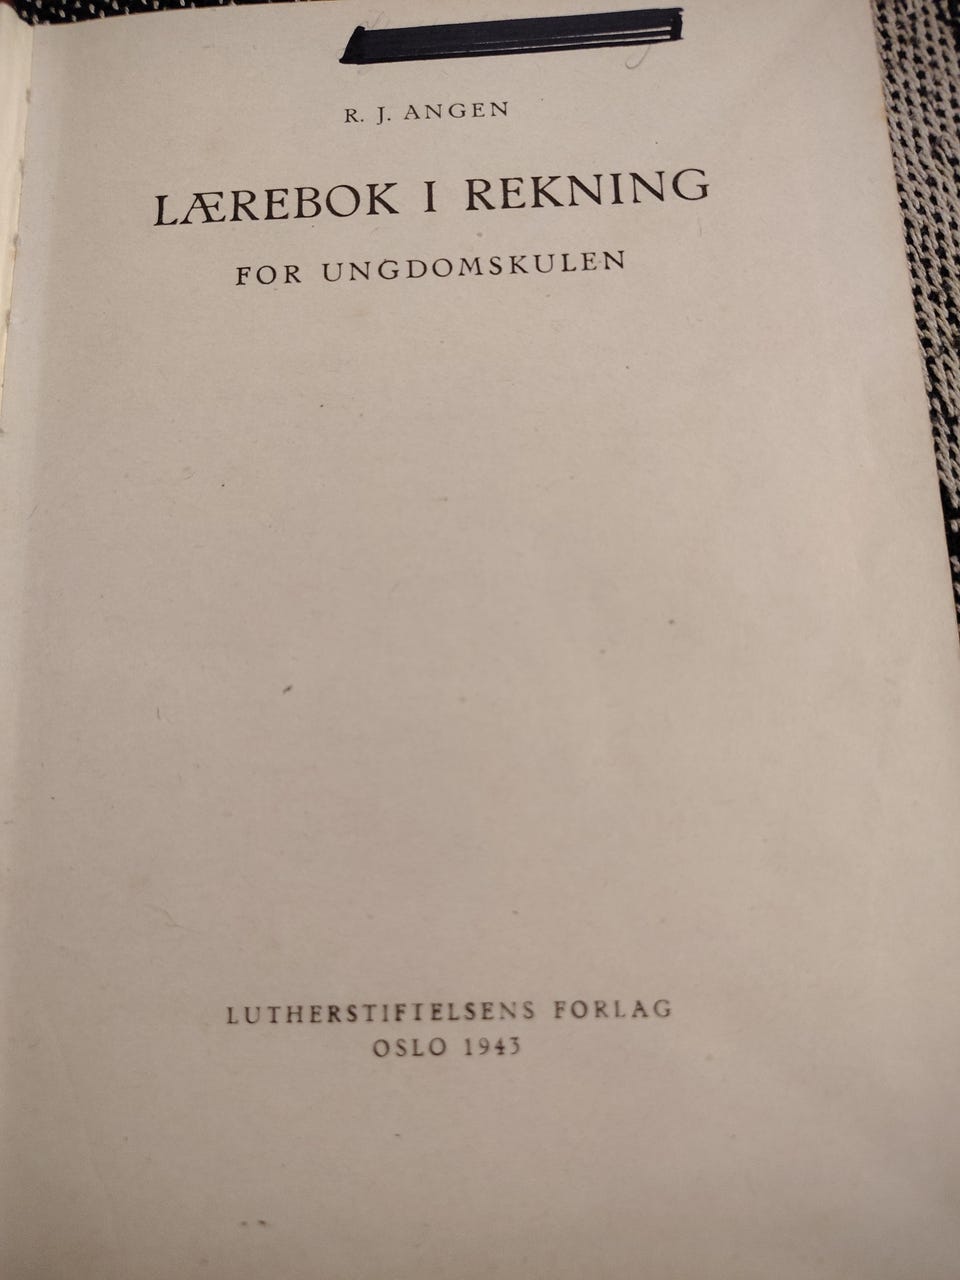 R. J. ANGEN
LÆREBOK I REKNING
FOR UNGDOMSKULEN
LUTHERSTIFTELSENS FORLAG
OSLO 1943